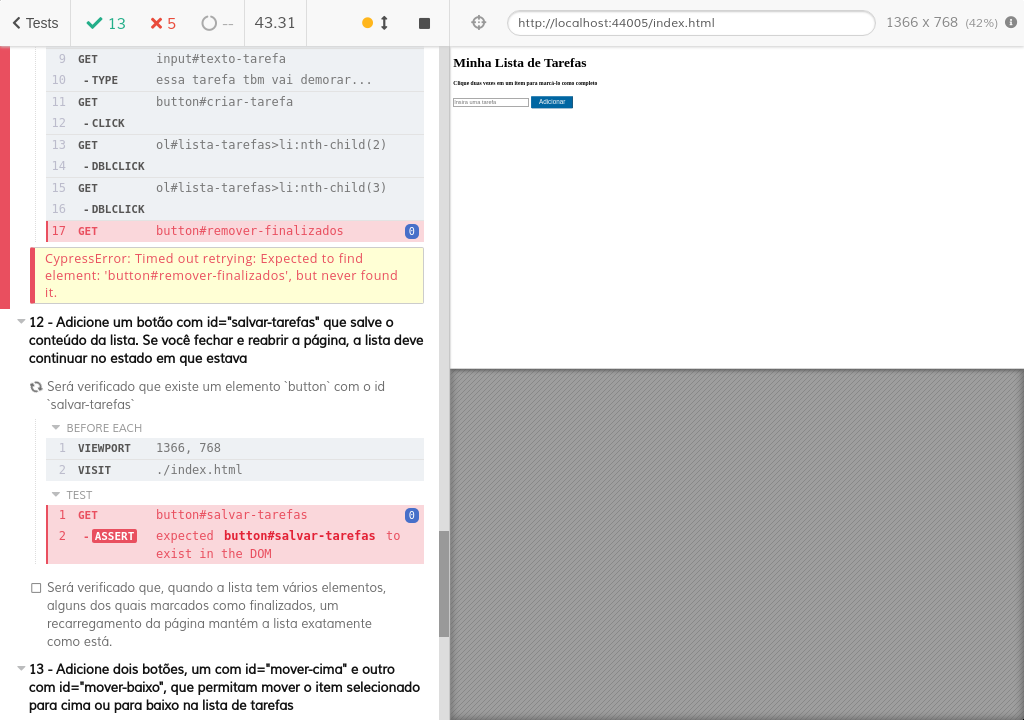 Tests 13 5 -- 43.31 http://localhost:44005/index.html 1366 x 768 (42%)
9 GET input#texto-tarefa
10 - TYPE essa tarefa tbm vai demorar...
11 GET button#criar-tarefa
12 - CLICK
13 GET ol#lista-tarefas>li:nth-child(2)
14 - DBLCLICK
15 GET ol#lista-tarefas>li:nth-child(3)
16 - DBLCLICK
17 GET button#remover-finalizados 0
CypressError: Timed out retrying: Expected to find
element: 'button#remover-finalizados', but never found
it.
12 - Adicione um botão com id="salvar-tarefas" que salve o
conteúdo da lista. Se você fechar e reabrir a página, a lista deve
continuar no estado em que estava
Será verificado que existe um elemento `button` com o id
`salvar-tarefas`
BEFORE EACH
1 VIEWPORT 1366, 768
2 VISIT ./index.html
TEST
1 GET button#salvar-tarefas 0
2 - ASSERT expected button#salvar-tarefas to
exist in the DOM
Será verificado que, quando a lista tem vários elementos,
alguns dos quais marcados como finalizados, um
recarregamento da página mantém a lista exatamente
como está.
13 - Adicione dois botões, um com id="mover-cima" e outro
com id="mover-baixo", que permitam mover o item selecionado
para cima ou para baixo na lista de tarefas
Minha Lista de Tarefas
Clique duas vezes em um item para marcá-lo como completo
Insira uma tarefa Adicionar